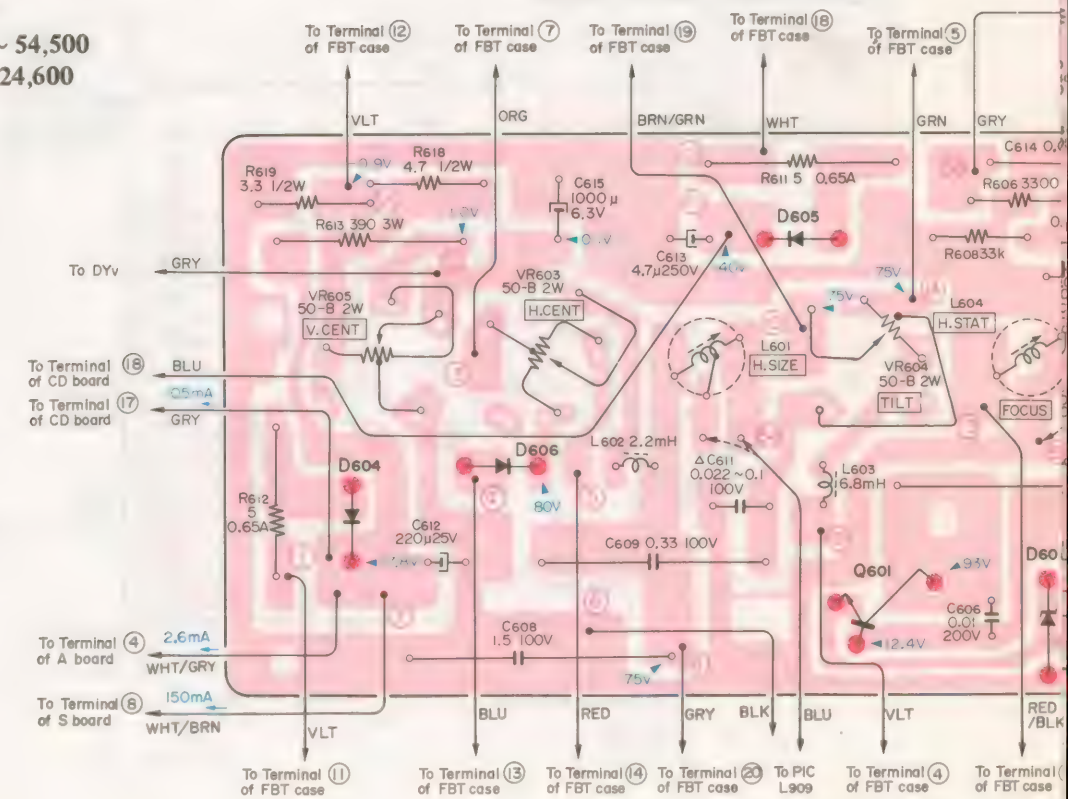 ~ 54,500
24,600
To Terminal ⑫
of FBT case
To Terminal ⑦
of FBT case
To Terminal ⑲
of FBT case
To Terminal ⑱
of FBT case
To Terminal ⑤
of FBT case
VLT
ORG
BRN/GRN
WHT
GRN
GRY
R619
3.3 1/2W
0.9V
R618
4.7 1/2W
C615
1000μ
6.3V
R611 5 0.65A
C614
R606 3300
R613 390 3W
D605
R608 33k
C613
4.7μ250V
To DYv
GRY
VR605
50-B 2W
V.CENT
VR603
50-B 2W
H.CENT
75V
75V
L604
H.STAT
L601
H.SIZE
VR604
50-B 2W
TILT
FOCUS
To Terminal ⑱
of CD board
BLU
To Terminal ⑰
of CD board
GRY
D604
D606
80V
L602 2.2mH
△C611
0.022~0.1
100V
L603
6.8mH
R612
5
0.65A
C612
220μ25V
C609 0.33 100V
Q601
93V
12.4V
C606
0.01
200V
To Terminal ④
of A board
2.6mA
WHT/GRY
C608
1.5 100V
75V
To Terminal ⑧
of S board
150mA
WHT/BRN
VLT
BLU
RED
GRY
BLK
BLU
VLT
RED
/BLK
To Terminal ⑪
of FBT case
To Terminal ⑬
of FBT case
To Terminal ⑭
of FBT case
To Terminal ⑳
of FBT case
To PIC
L909
To Terminal ④
of FBT case
To Terminal
of FBT case